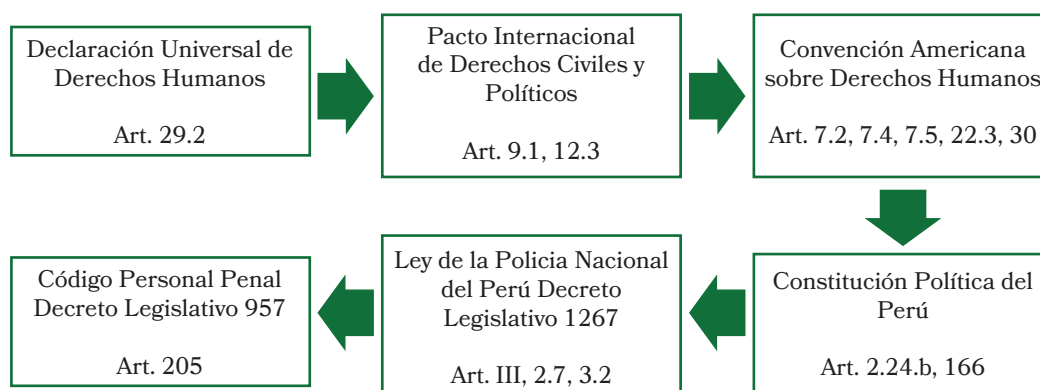 Declaración Universal de
Derechos Humanos
Art. 29.2
Pacto Internacional
de Derechos Civiles y
Políticos
Art. 9.1, 12.3
Convención Americana
sobre Derechos Humanos
Art. 7.2, 7.4, 7.5, 22.3, 30
Constitución Política del
Perú
Art. 2.24.b, 166
Ley de la Policia Nacional
del Perú Decreto
Legislativo 1267
Art. III, 2.7, 3.2
Código Personal Penal
Decreto Legislativo 957
Art. 205